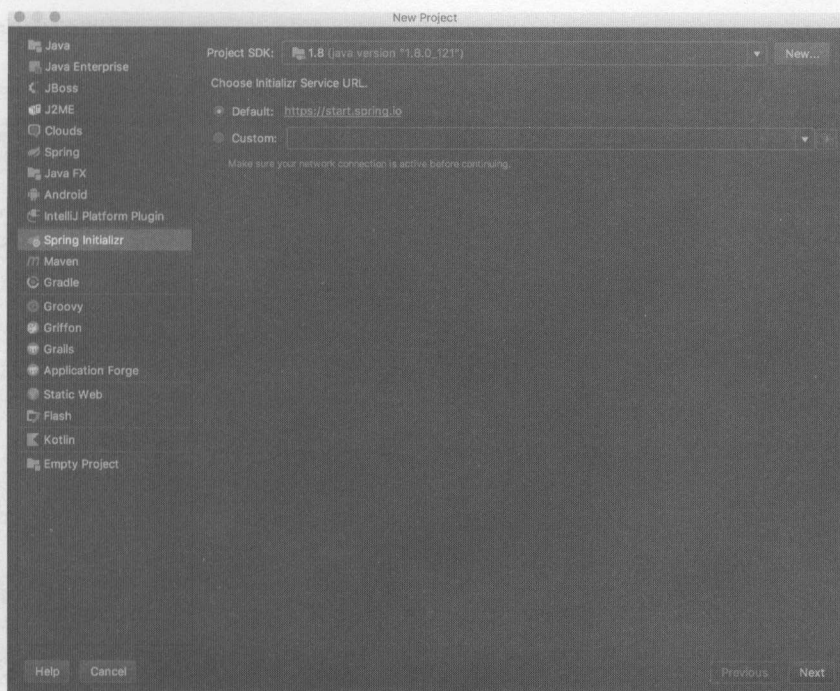 New Project
Java
Java Enterprise
JBoss
J2ME
Clouds
Spring
Java FX
Android
IntelliJ Platform Plugin
Spring Initializr
Maven
Gradle
Groovy
Griffon
Grails
Application Forge
Static Web
Flash
Kotlin
Empty Project
Project SDK: 1.8 (java version "1.8.0_121") New...
Choose Initializr Service URL.
Default: https://start.spring.io
Custom:
Make sure your network connection is active before continuing.
Help Cancel Previous Next